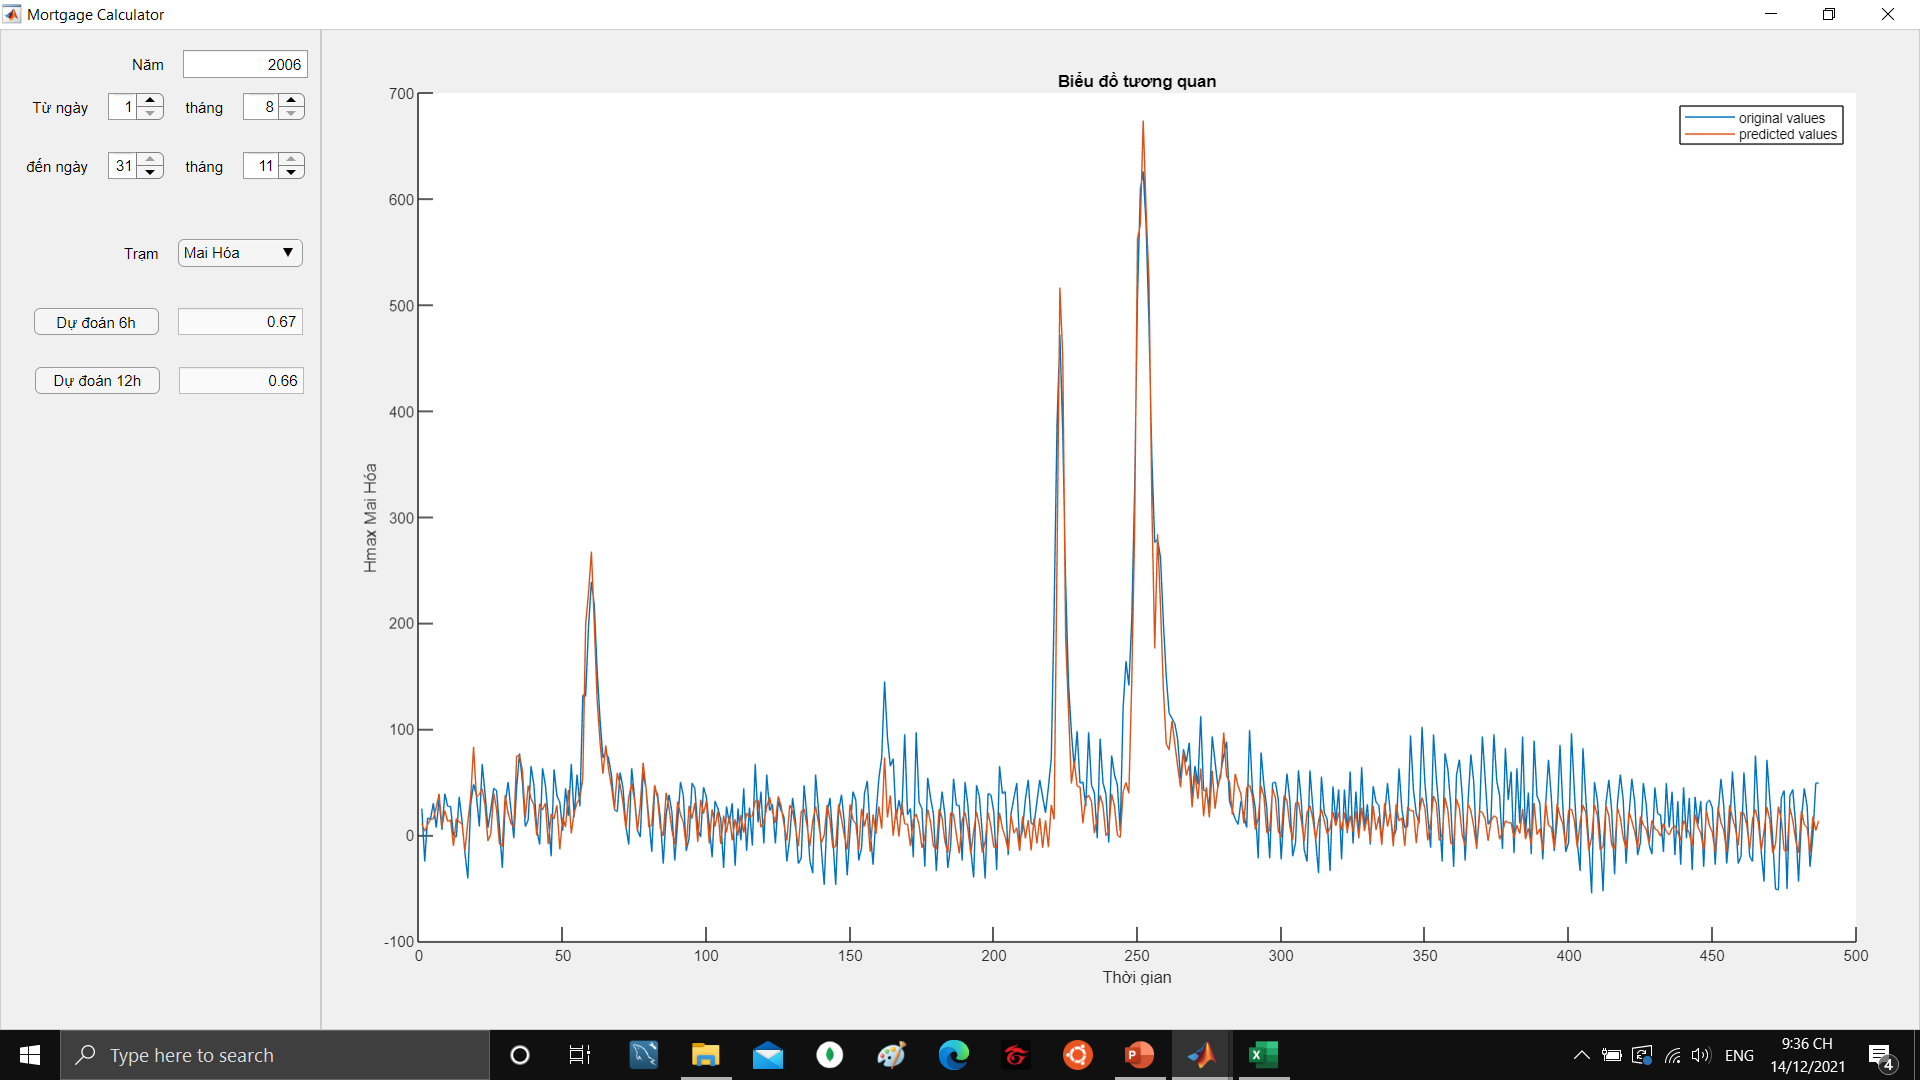 Mortgage Calculator
Năm 2006
Từ ngày 1 tháng 8
đến ngày 31 tháng 11
Trạm Mai Hóa
Dự đoán 6h 0.67
Dự đoán 12h 0.66
Biểu đồ tương quan
original values
predicted values
700
600
500
400
300
200
100
0
-100
Hmax Mai Hóa
0 50 100 150 200 250 300 350 400 450 500
Thời gian
Type here to search
P
X
ENG
9:36 CH
14/12/2021
4